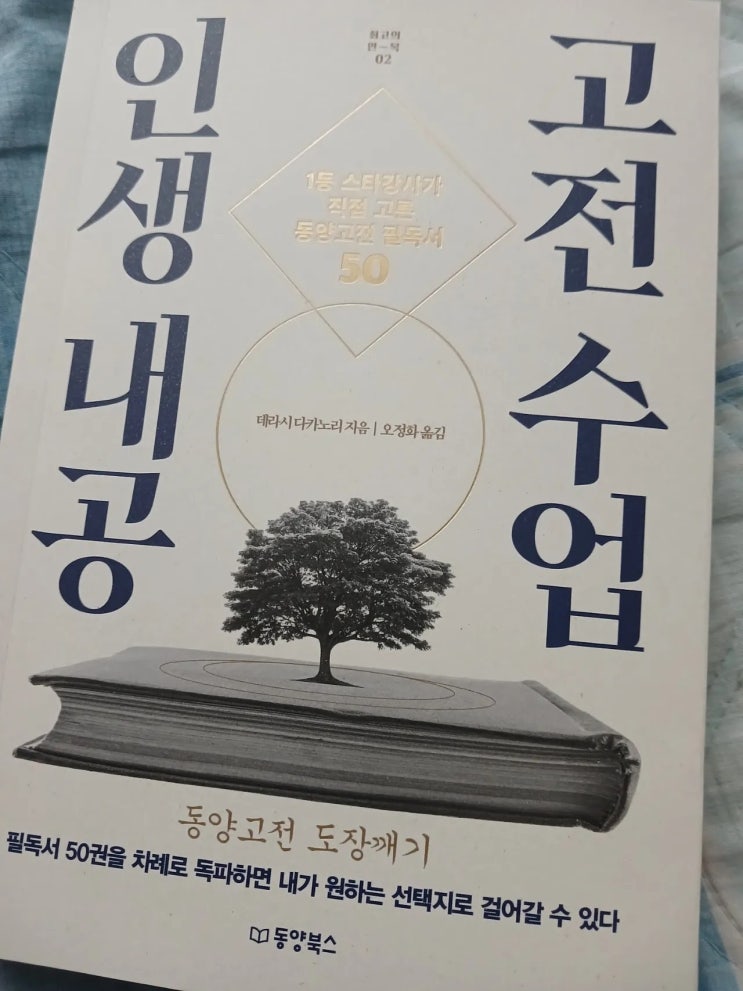 최고의
만一독
02
인생 내공
고전 수업
1등 스타강사가
직접 고른
동양고전 필독서
50
데라시 다카노리 지음 | 오정화 옮김
동양고전 도장깨기
필독서 50권을 차례로 독파하면 내가 원하는 선택지로 걸어갈 수 있다
동양북스